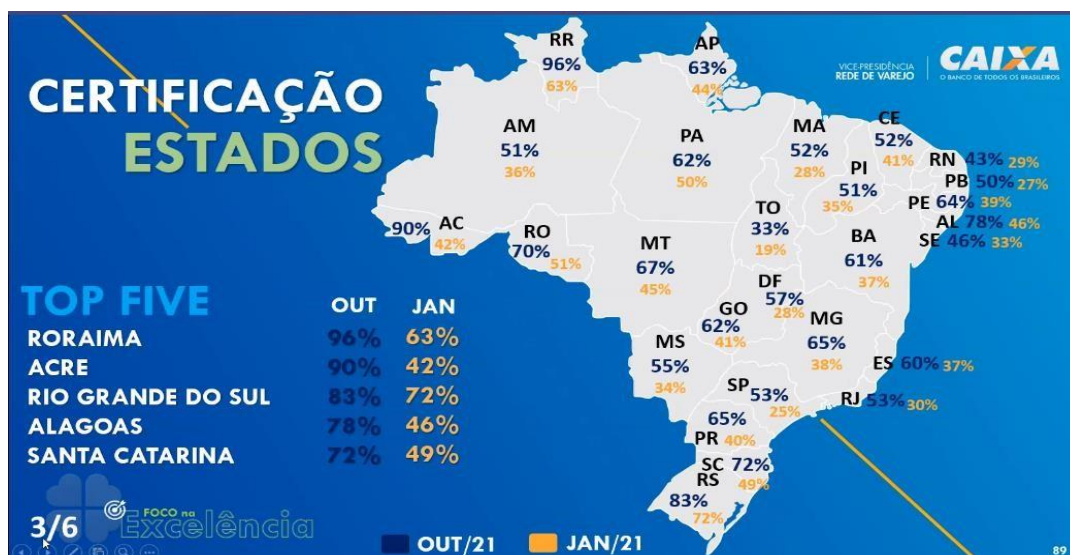 CERTIFICAÇÃO
ESTADOS
VICE-PRESIDÊNCIA
REDE DE VAREJO
CAIXA
O BANCO DE TODOS OS BRASILEIROS
RR
96%
63%
AP
63%
44%
AM
51%
36%
PA
62%
50%
MA
52%
28%
CE
52%
41%
PI
51%
35%
RN 43% 29%
PB 50% 27%
PE 64% 39%
AL 78% 46%
SE 46% 33%
90% AC
42%
RO
70% 51%
MT
67%
45%
TO
33%
19%
BA
61%
37%
DF
57%
28%
GO
62%
41%
MG
65%
38%
ES 60% 37%
MS
55%
34%
SP
53%
25%
RJ 53% 30%
65%
PR 40%
SC 72%
49%
RS
83%
72%
TOP FIVE OUT JAN
RORAIMA 96% 63%
ACRE 90% 42%
RIO GRANDE DO SUL 83% 72%
ALAGOAS 78% 46%
SANTA CATARINA 72% 49%
3/6
FOCO na
Excelência
OUT/21 JAN/21
89